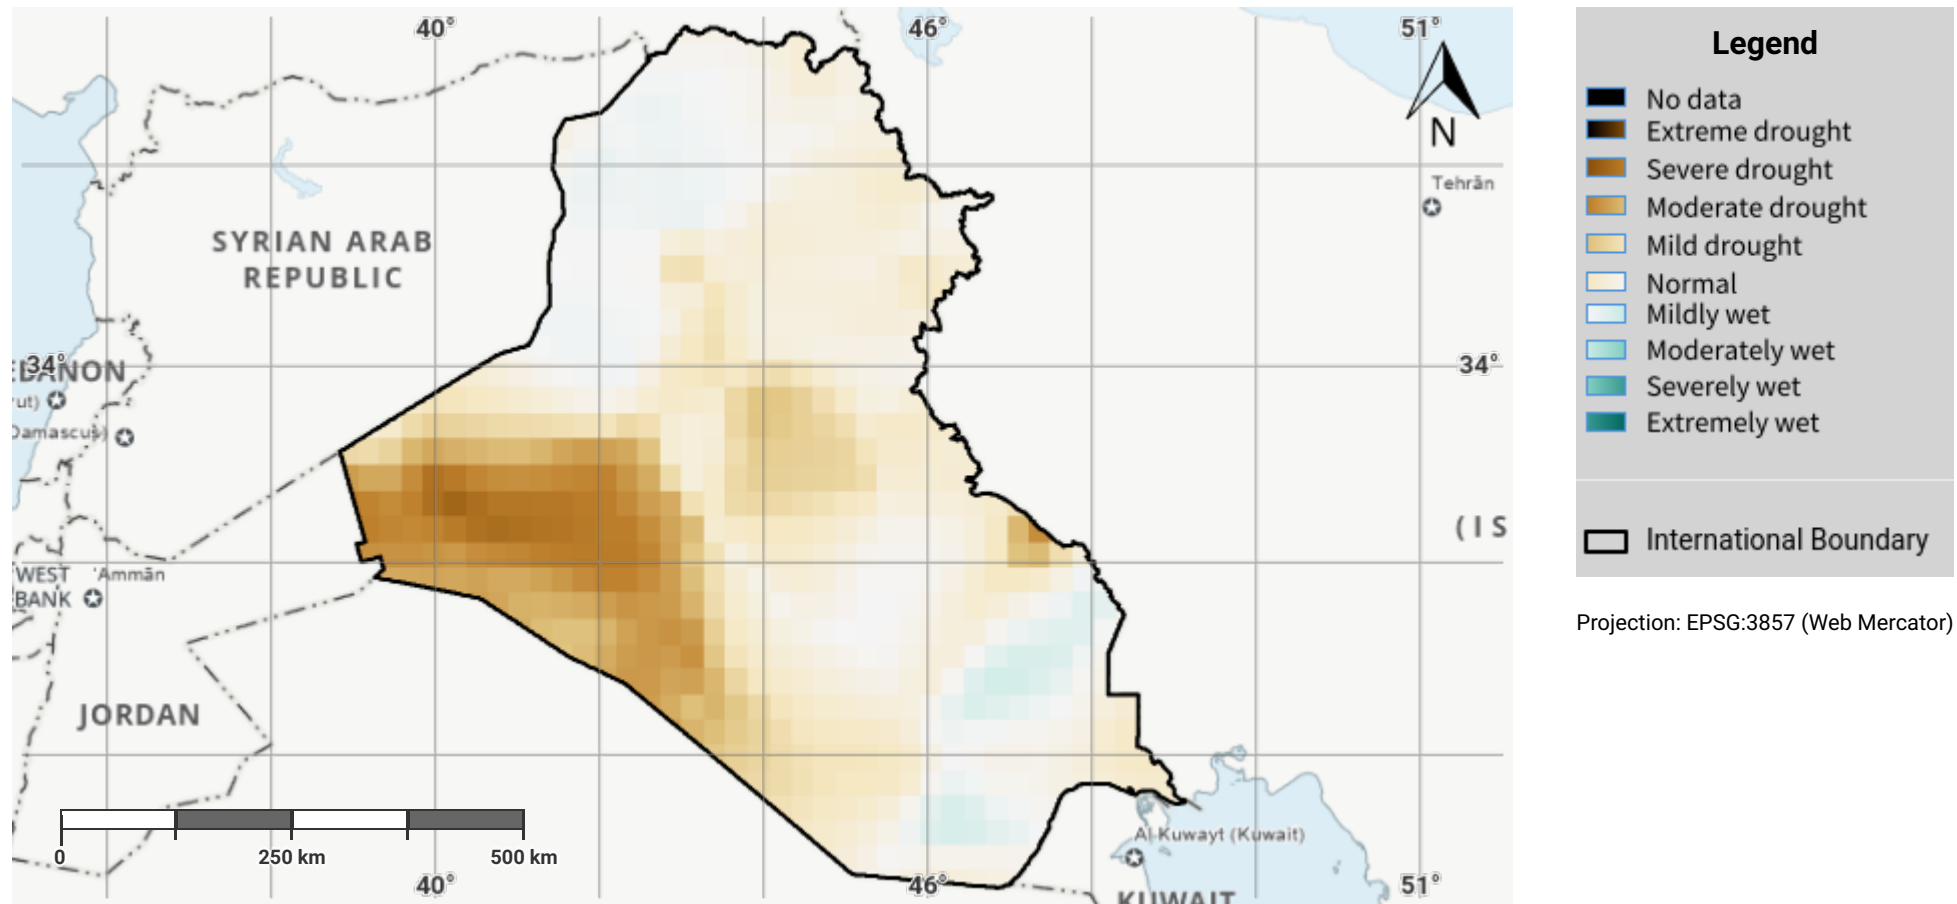 40°
46°
51°
Tehrān
SYRIAN ARAB
REPUBLIC
34°
34°
EBANON
rut)
Damascus)
(IS
WEST
BANK
'Ammān
JORDAN
0
250 km
500 km
Al Kuwayt (Kuwait)
40°
46°
51°
KUWAIT
N
Legend
No data
Extreme drought
Severe drought
Moderate drought
Mild drought
Normal
Mildly wet
Moderately wet
Severely wet
Extremely wet
International Boundary
Projection: EPSG:3857 (Web Mercator)